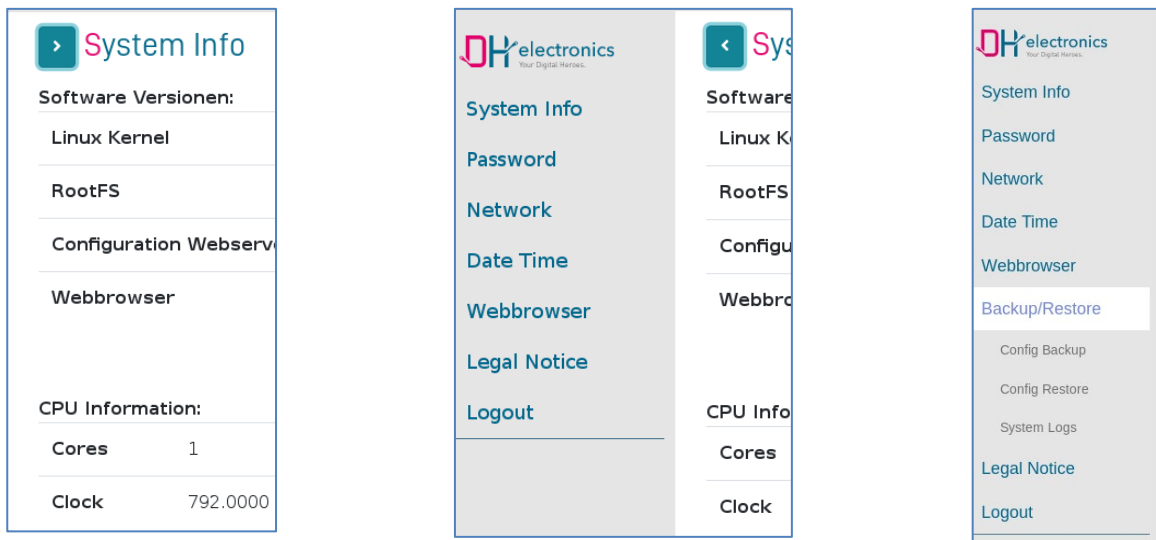 System Info
Software Versionen:
Linux Kernel
RootFS
Configuration Webserv
Webbrowser
CPU Information:
Cores 1
Clock 792.0000
DH electronics
Your Digital Heroes.
System Info
Password
Network
Date Time
Webbrowser
Legal Notice
Logout
Sys
Software
Linux K
RootFS
Configu
Webbro
CPU Info
Cores
Clock
DH electronics
Your Digital Heroes.
System Info
Password
Network
Date Time
Webbrowser
Backup/Restore
Config Backup
Config Restore
System Logs
Legal Notice
Logout